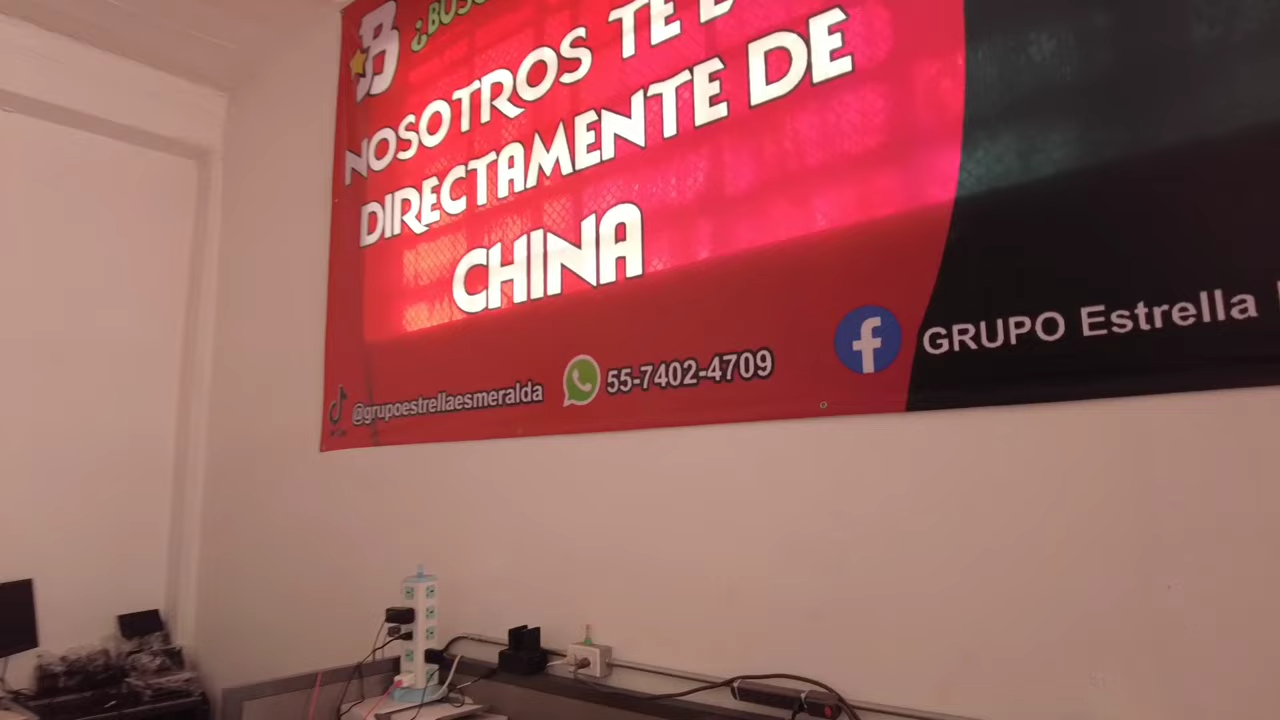 B
NOSOTROS TE
DIRECTAMENTE DE
CHINA
@grupoestrellaesmeralda
55-7402-4709
f
GRUPO Estrella